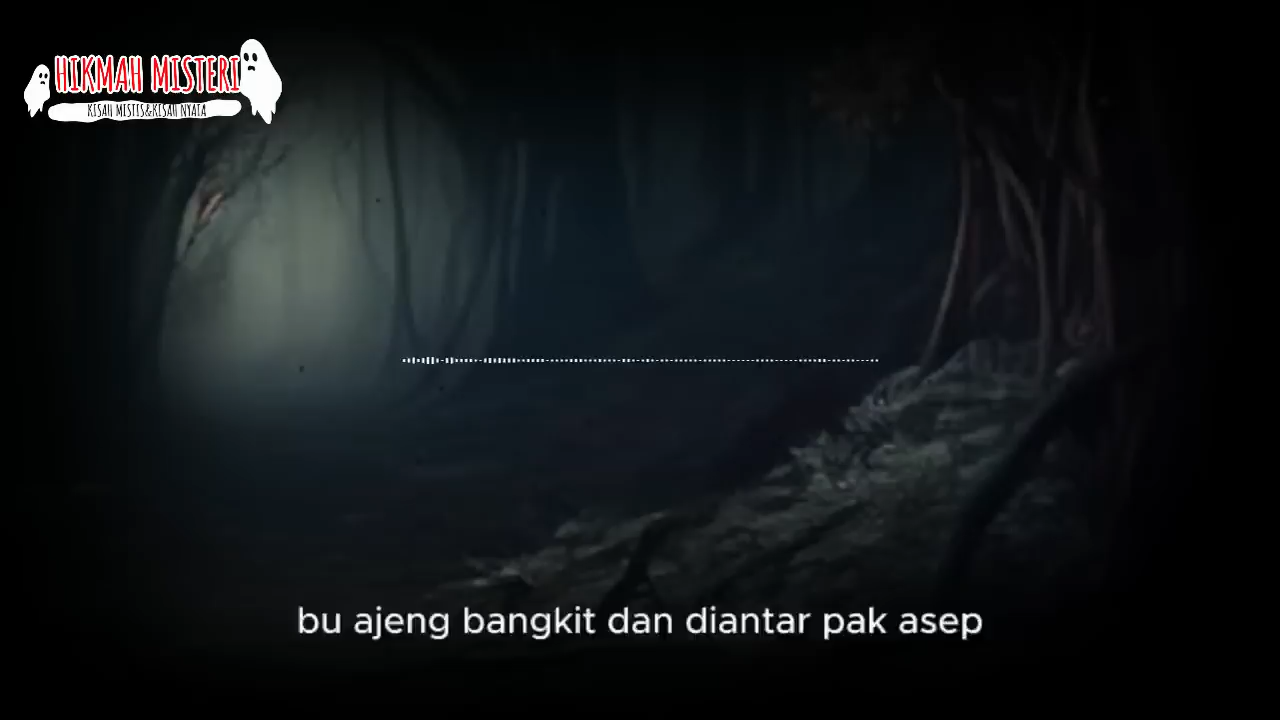 HIKMAH MISTERI
KISAH MISTIS&KISAH NYATA
bu ajeng bangkit dan diantar pak asep